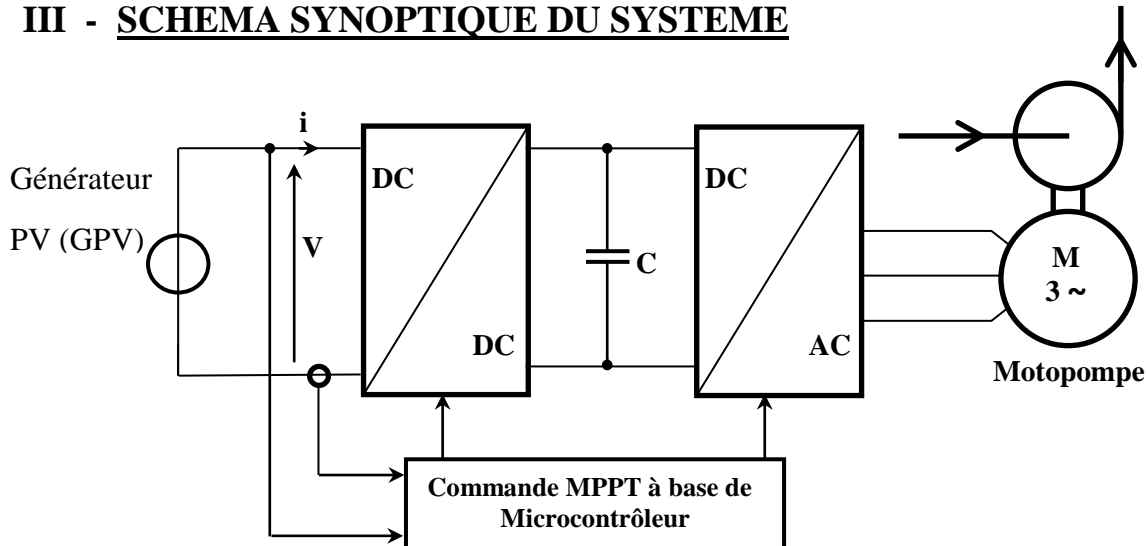 III - SCHEMA SYNOPTIQUE DU SYSTEME
i
Générateur
PV (GPV)
V
DC
DC
C
DC
AC
M
3 ~
Motopompe
Commande MPPT à base de
Microcontrôleur